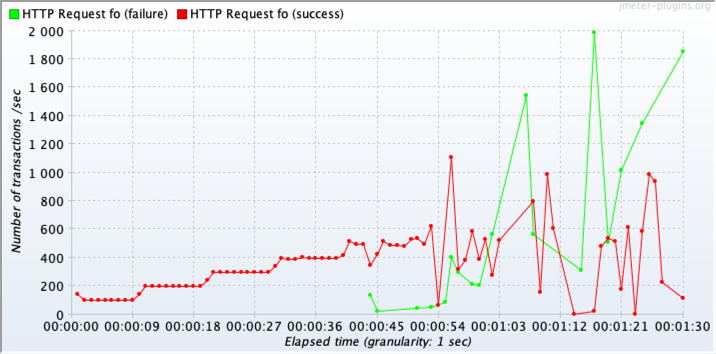 jmeter-plugins.org
HTTP Request fo (failure) HTTP Request fo (success)
2 000
1 800
1 600
1 400
1 200
1 000
800
600
400
200
0
Number of transactions /sec
00:00:00 00:00:09 00:00:18 00:00:27 00:00:36 00:00:45 00:00:54 00:01:03 00:01:12 00:01:21 00:01:30
Elapsed time (granularity: 1 sec)